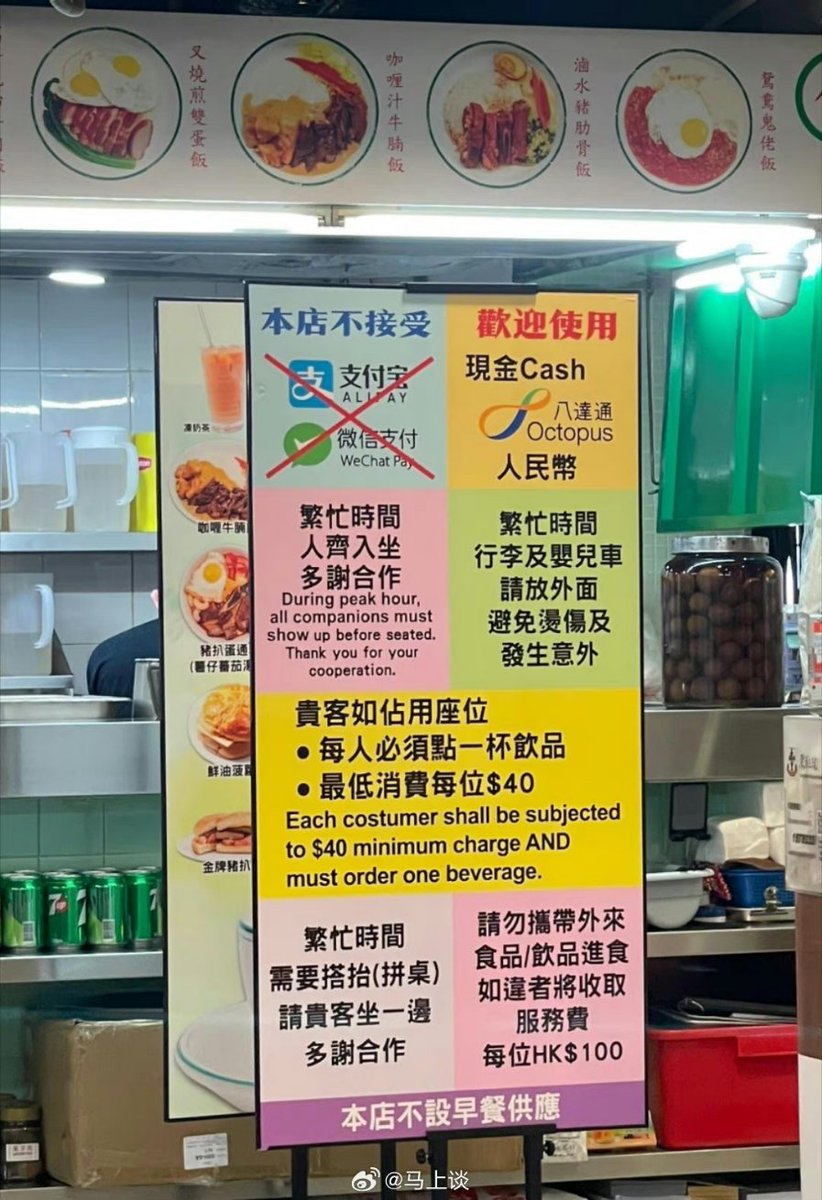 叉燒煎雙蛋飯
咖喱汁牛腩飯
滷水豬肋骨飯
鴛鴦鬼佬飯
本店不接受
支付宝
ALIPAY
微信支付
WeChat Pay
歡迎使用
現金Cash
八達通
Octopus
人民幣
繁忙時間
人齊入坐
多謝合作
During peak hour,
all companions must
show up before seated.
Thank you for your
cooperation.
繁忙時間
行李及嬰兒車
請放外面
避免燙傷及
發生意外
貴客如佔用座位
● 每人必須點一杯飲品
● 最低消費每位$40
Each costumer shall be subjected
to $40 minimum charge AND
must order one beverage.
繁忙時間
需要搭抬(拼桌)
請貴客坐一邊
多謝合作
請勿攜帶外來
食品/飲品進食
如違者將收取
服務費
每位HK$100
本店不設早餐供應
凍奶茶
咖喱牛腩
豬扒蛋通
(薯仔蕃茄湯
鮮油菠蘿
金牌豬扒
7up
@马上谈